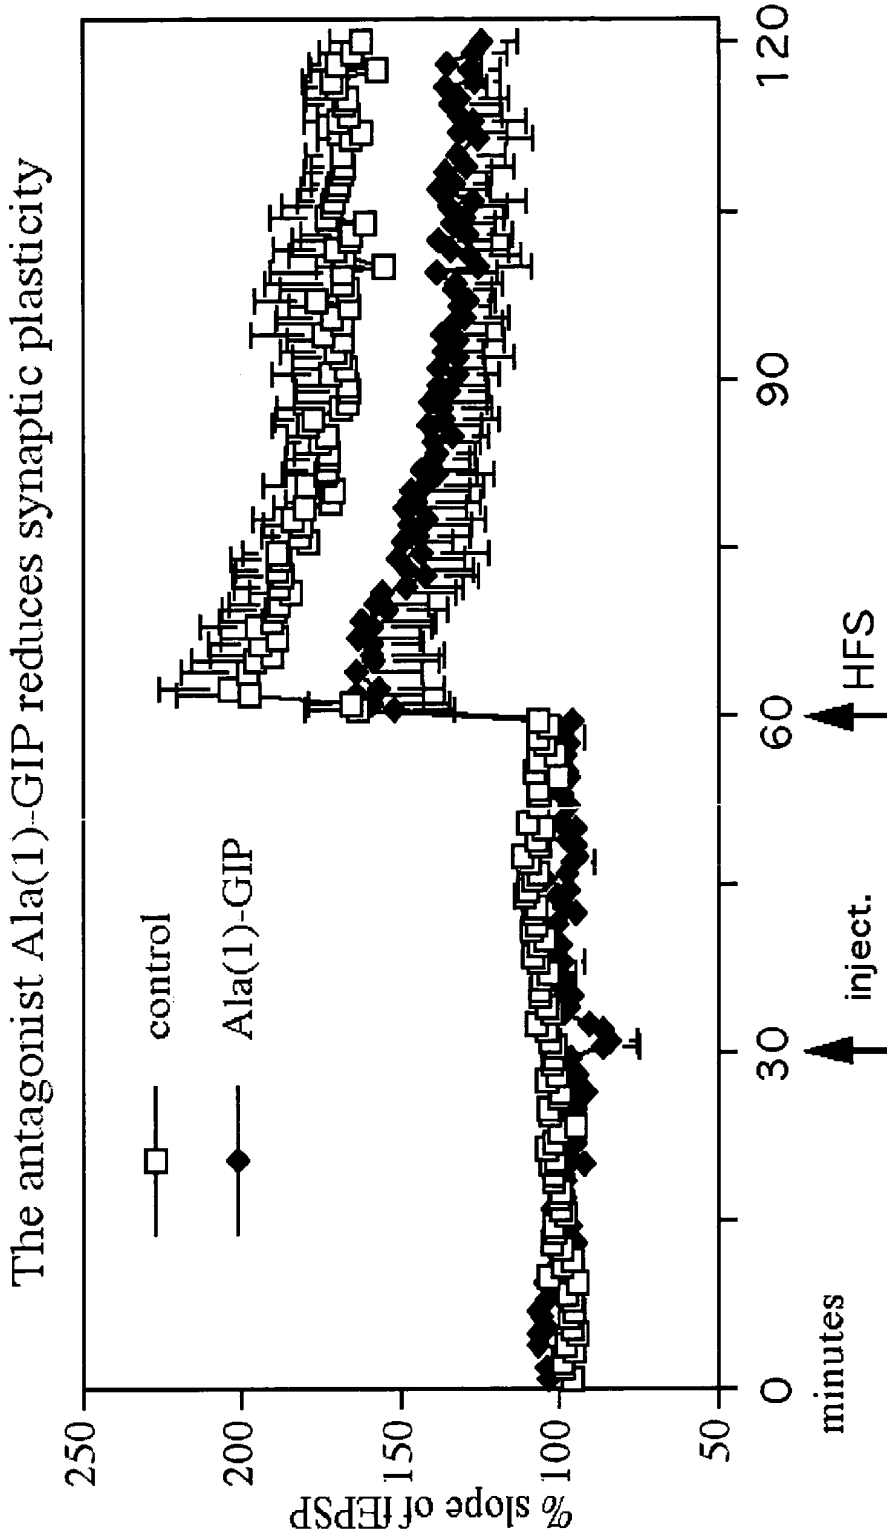 The antagonist Ala(1)-GIP reduces synaptic plasticity
control
Ala(1)-GIP
% slope of fEPSP
250
200
150
100
50
0
30
60
90
120
minutes
inject.
HFS